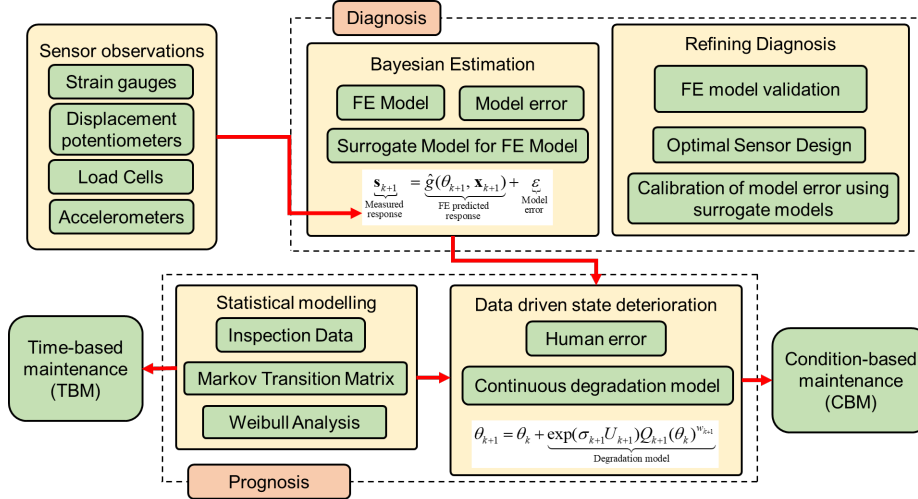 Diagnosis
Sensor observations
Strain gauges
Displacement
potentiometers
Load Cells
Accelerometers
Bayesian Estimation
FE Model
Model error
Surrogate Model for FE Model
s_{k+1} = ĝ(θ_{k+1}, x_{k+1}) + ε
Measured
response
FE predicted
response
Model
error
Refining Diagnosis
FE model validation
Optimal Sensor Design
Calibration of model error using
surrogate models
Time-based
maintenance
(TBM)
Statistical modelling
Inspection Data
Markov Transition Matrix
Weibull Analysis
Data driven state deterioration
Human error
Continuous degradation model
θ_{k+1} = θ_k + exp(σ_{k+1}U_{k+1})Q_{k+1}(θ_k)^{w_{k+1}}
Degradation model
Condition-based
maintenance
(CBM)
Prognosis